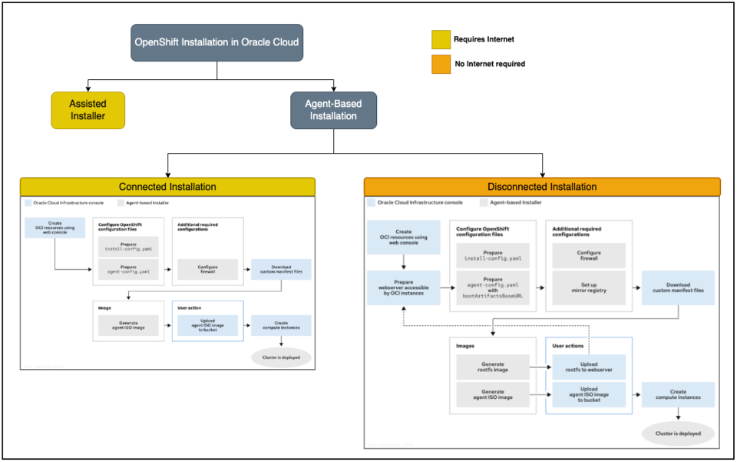 OpenShift Installation in Oracle Cloud
Requires Internet
No Internet required
Assisted
Installer
Agent-Based
Installation
Connected Installation
Oracle Cloud Infrastructure console
Agent-based Installer
Create
OCI resources using
web console
Configure OpenShift
configuration files
Prepare
install-config.yaml
Prepare
agent-config.yaml
Additional required
configurations
Configure
firewall
Download
custom manifest files
Image
Generate
agent ISO image
User action
Upload
agent ISO image
to bucket
Create
compute instances
Cluster is deployed
Disconnected Installation
Oracle Cloud Infrastructure console
Agent-based Installer
Create
OCI resources using
web console
Prepare
webserver accessible
by OCI instances
Configure OpenShift
configuration files
Prepare
install-config.yaml
Prepare
agent-config.yaml
with
bootArtifactsBaseURL
Additional required
configurations
Configure
firewall
Set up
mirror registry
Download
custom manifest files
Images
Generate
rootfs image
Generate
agent ISO image
User actions
Upload
rootfs to webserver
Upload
agent ISO image
to bucket
Create
compute instances
Cluster is deployed